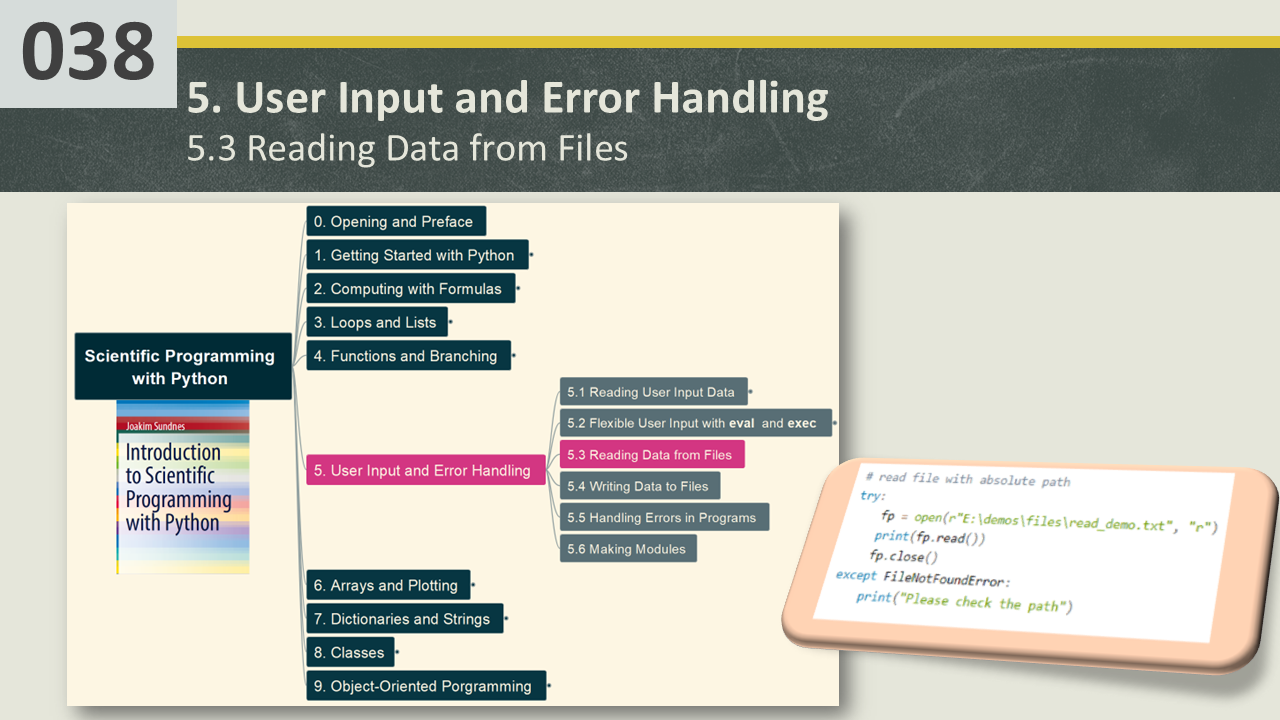 038
5. User Input and Error Handling
5.3 Reading Data from Files
0. Opening and Preface
1. Getting Started with Python
2. Computing with Formulas
3. Loops and Lists
Scientific Programming
with Python
4. Functions and Branching
Joakim Sundnes
Introduction
to Scientific
Programming
with Python
5. User Input and Error Handling
5.1 Reading User Input Data
5.2 Flexible User Input with eval and exec
5.3 Reading Data from Files
5.4 Writing Data to Files
5.5 Handling Errors in Programs
5.6 Making Modules
6. Arrays and Plotting
7. Dictionaries and Strings
8. Classes
9. Object-Oriented Porgramming
# read file with absolute path
try:
fp = open(r"E:\demos\files\read_demo.txt", "r")
print(fp.read())
fp.close()
except FileNotFoundError:
print("Please check the path")